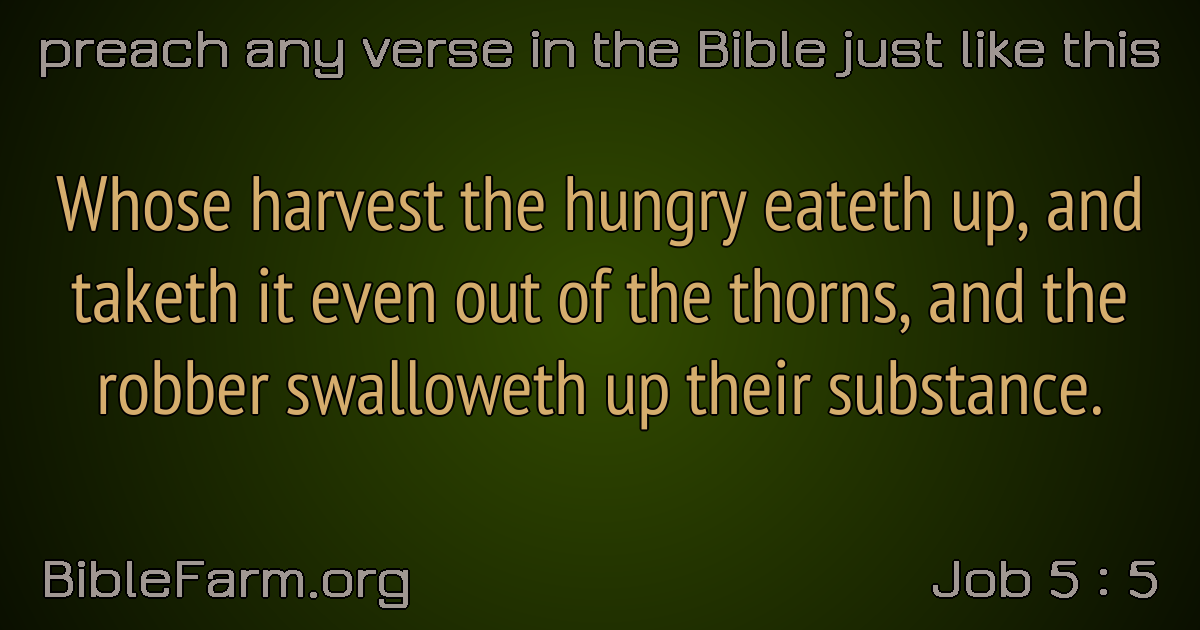 preach any verse in the Bible just like this
Whose harvest the hungry eateth up, and
taketh it even out of the thorns, and the
robber swalloweth up their substance.
BibleFarm.org
Job 5 : 5